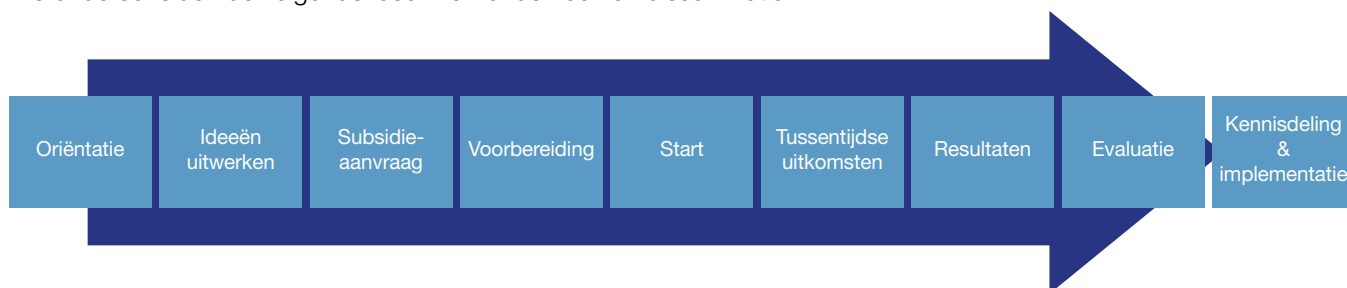 Oriëntatie
Ideeën
uitwerken
Subsidie-
aanvraag
Voorbereiding
Start
Tussentijdse
uitkomsten
Resultaten
Evaluatie
Kennisdeling
&
implementatie